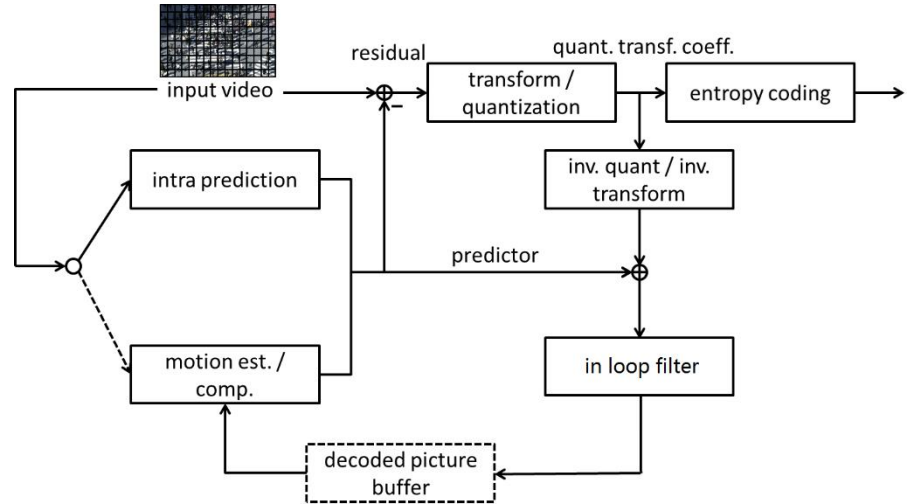 residual
quant. transf. coeff.
input video
transform /
quantization
entropy coding
intra prediction
inv. quant / inv.
transform
predictor
motion est. /
comp.
in loop filter
decoded picture
buffer